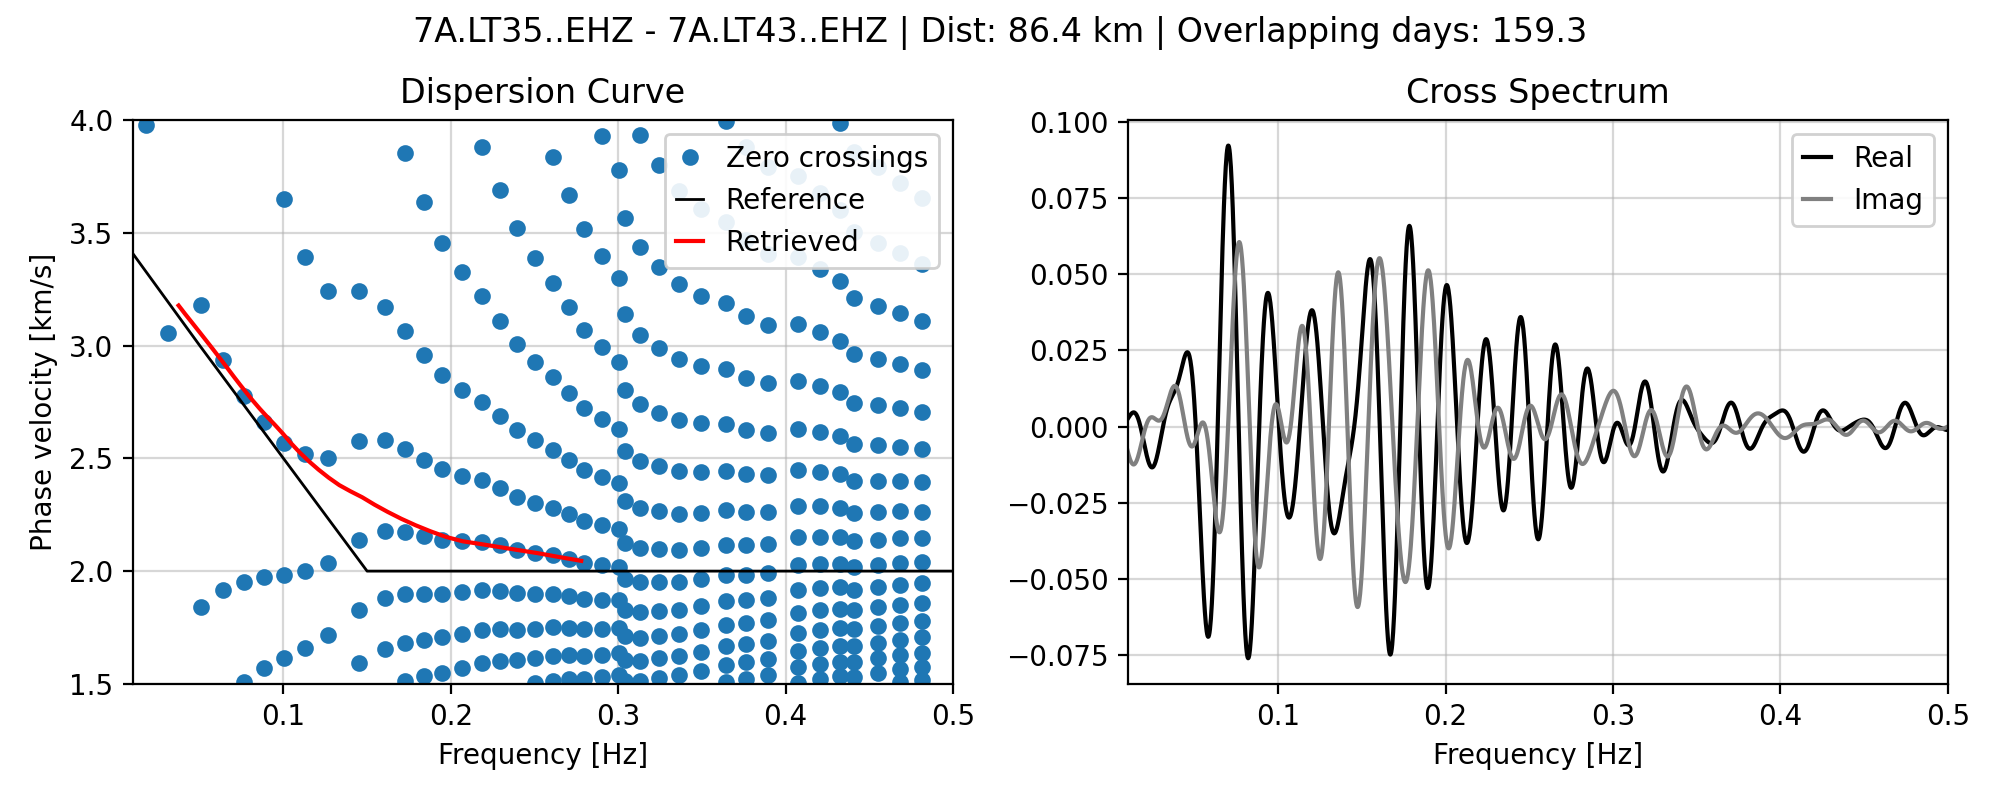 7A.LT35..EHZ - 7A.LT43..EHZ | Dist: 86.4 km | Overlapping days: 159.3
Dispersion Curve
4.0
3.5
3.0
2.5
2.0
1.5
Phase velocity [km/s]
0.1
0.2
0.3
0.4
0.5
Frequency [Hz]
Zero crossings
Reference
Retrieved
Cross Spectrum
0.100
0.075
0.050
0.025
0.000
−0.025
−0.050
−0.075
0.1
0.2
0.3
0.4
0.5
Frequency [Hz]
Real
Imag